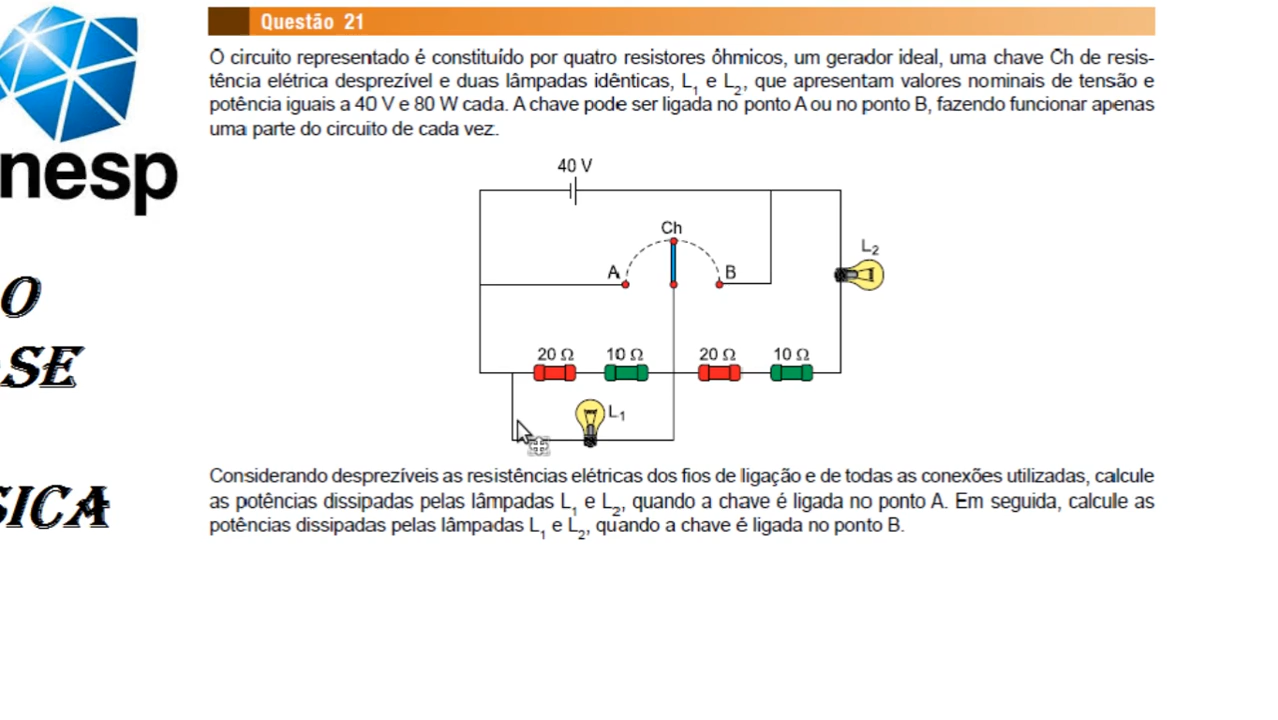 Questão 21
O circuito representado é constituído por quatro resistores ôhmicos, um gerador ideal, uma chave Ch de resis-
tência elétrica desprezível e duas lâmpadas idênticas, L1 e L2, que apresentam valores nominais de tensão e
potência iguais a 40 V e 80 W cada. A chave pode ser ligada no ponto A ou no ponto B, fazendo funcionar apenas
uma parte do circuito de cada vez.
nesp
40 V
Ch
L2
A
B
O
20 Ω 10 Ω 20 Ω 10 Ω
SE
L1
Considerando desprezíveis as resistências elétricas dos fios de ligação e de todas as conexões utilizadas, calcule
as potências dissipadas pelas lâmpadas L1 e L2, quando a chave é ligada no ponto A. Em seguida, calcule as
SICA
potências dissipadas pelas lâmpadas L1 e L2, quando a chave é ligada no ponto B.